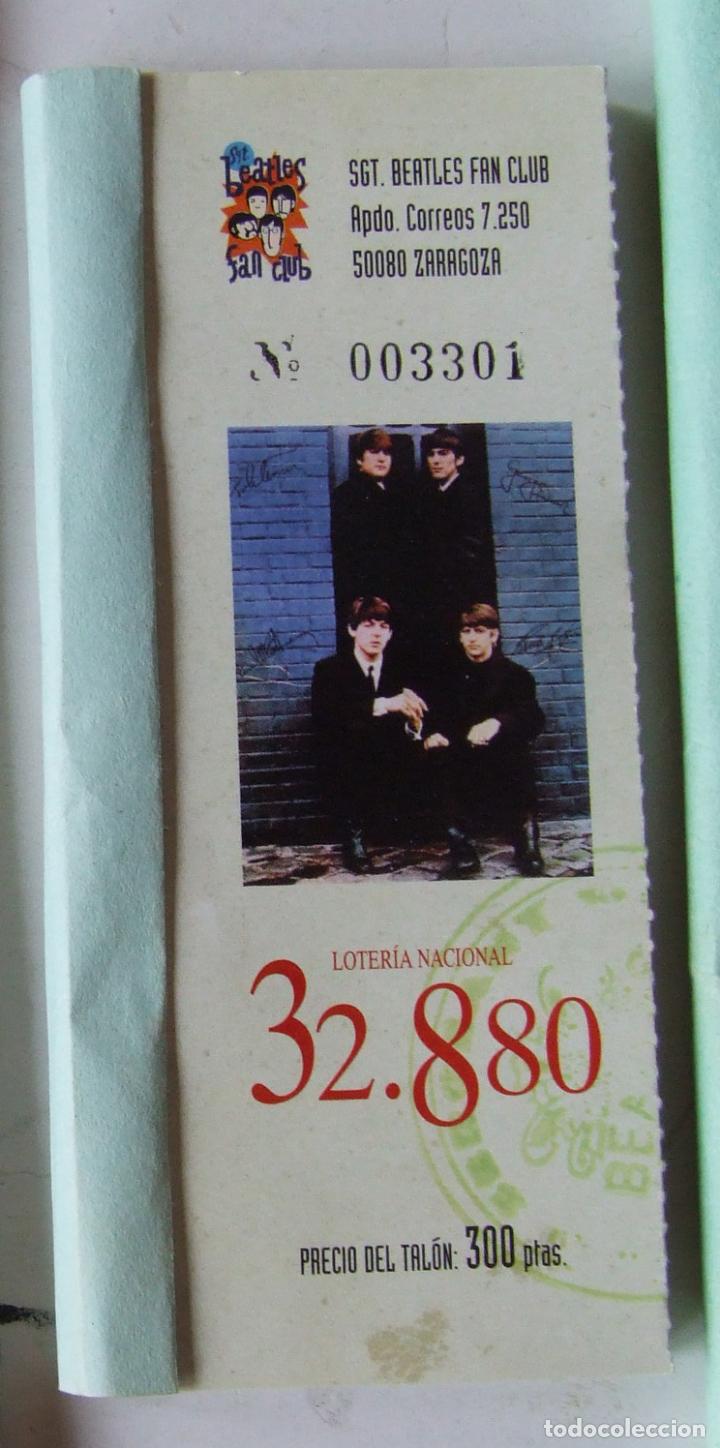 Sgt
beatles
fan club
SGT. BEATLES FAN CLUB
Apdo. Correos 7.250
50080 ZARAGOZA
Nº 003301
LOTERÍA NACIONAL
32.880
BEA
PRECIO DEL TALÓN: 300 ptas.
todocoleccion